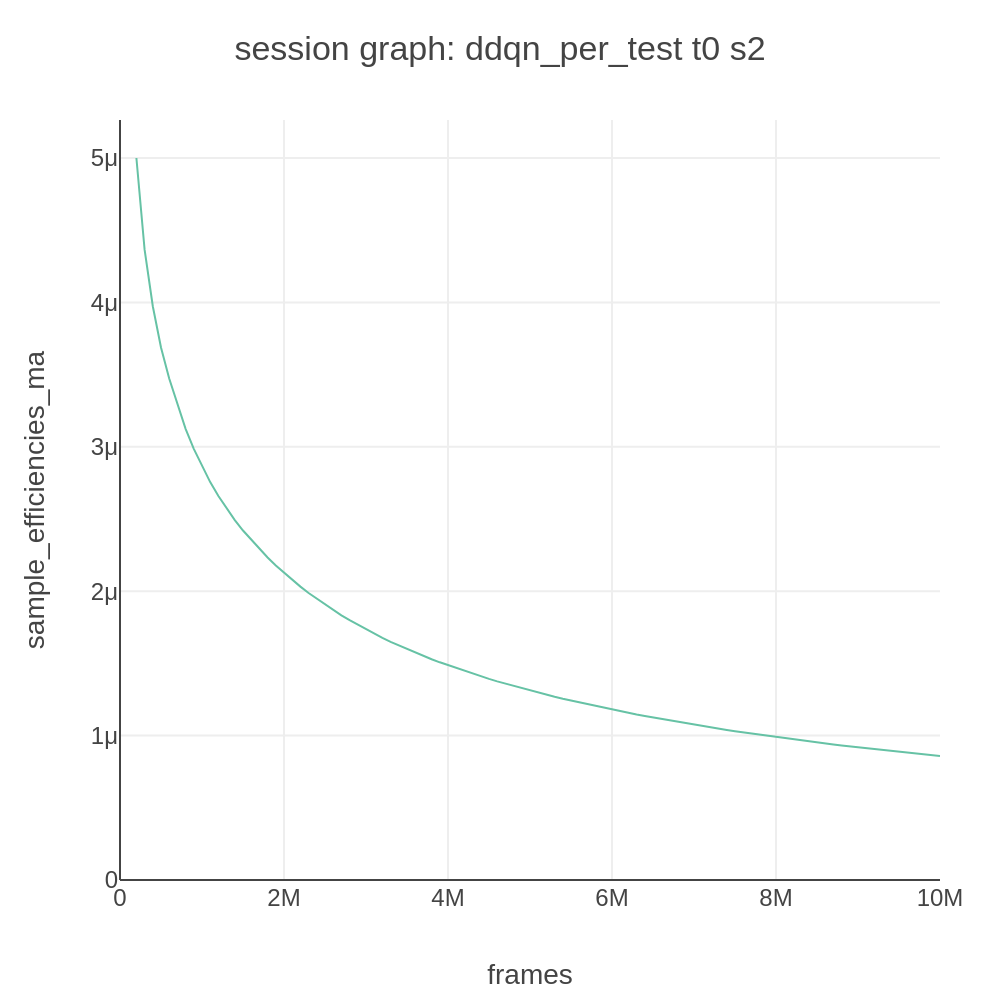 session graph: ddqn_per_test t0 s2
sample_efficiencies_ma
5μ
4μ
3μ
2μ
1μ
0
0 2M 4M 6M 8M 10M
frames